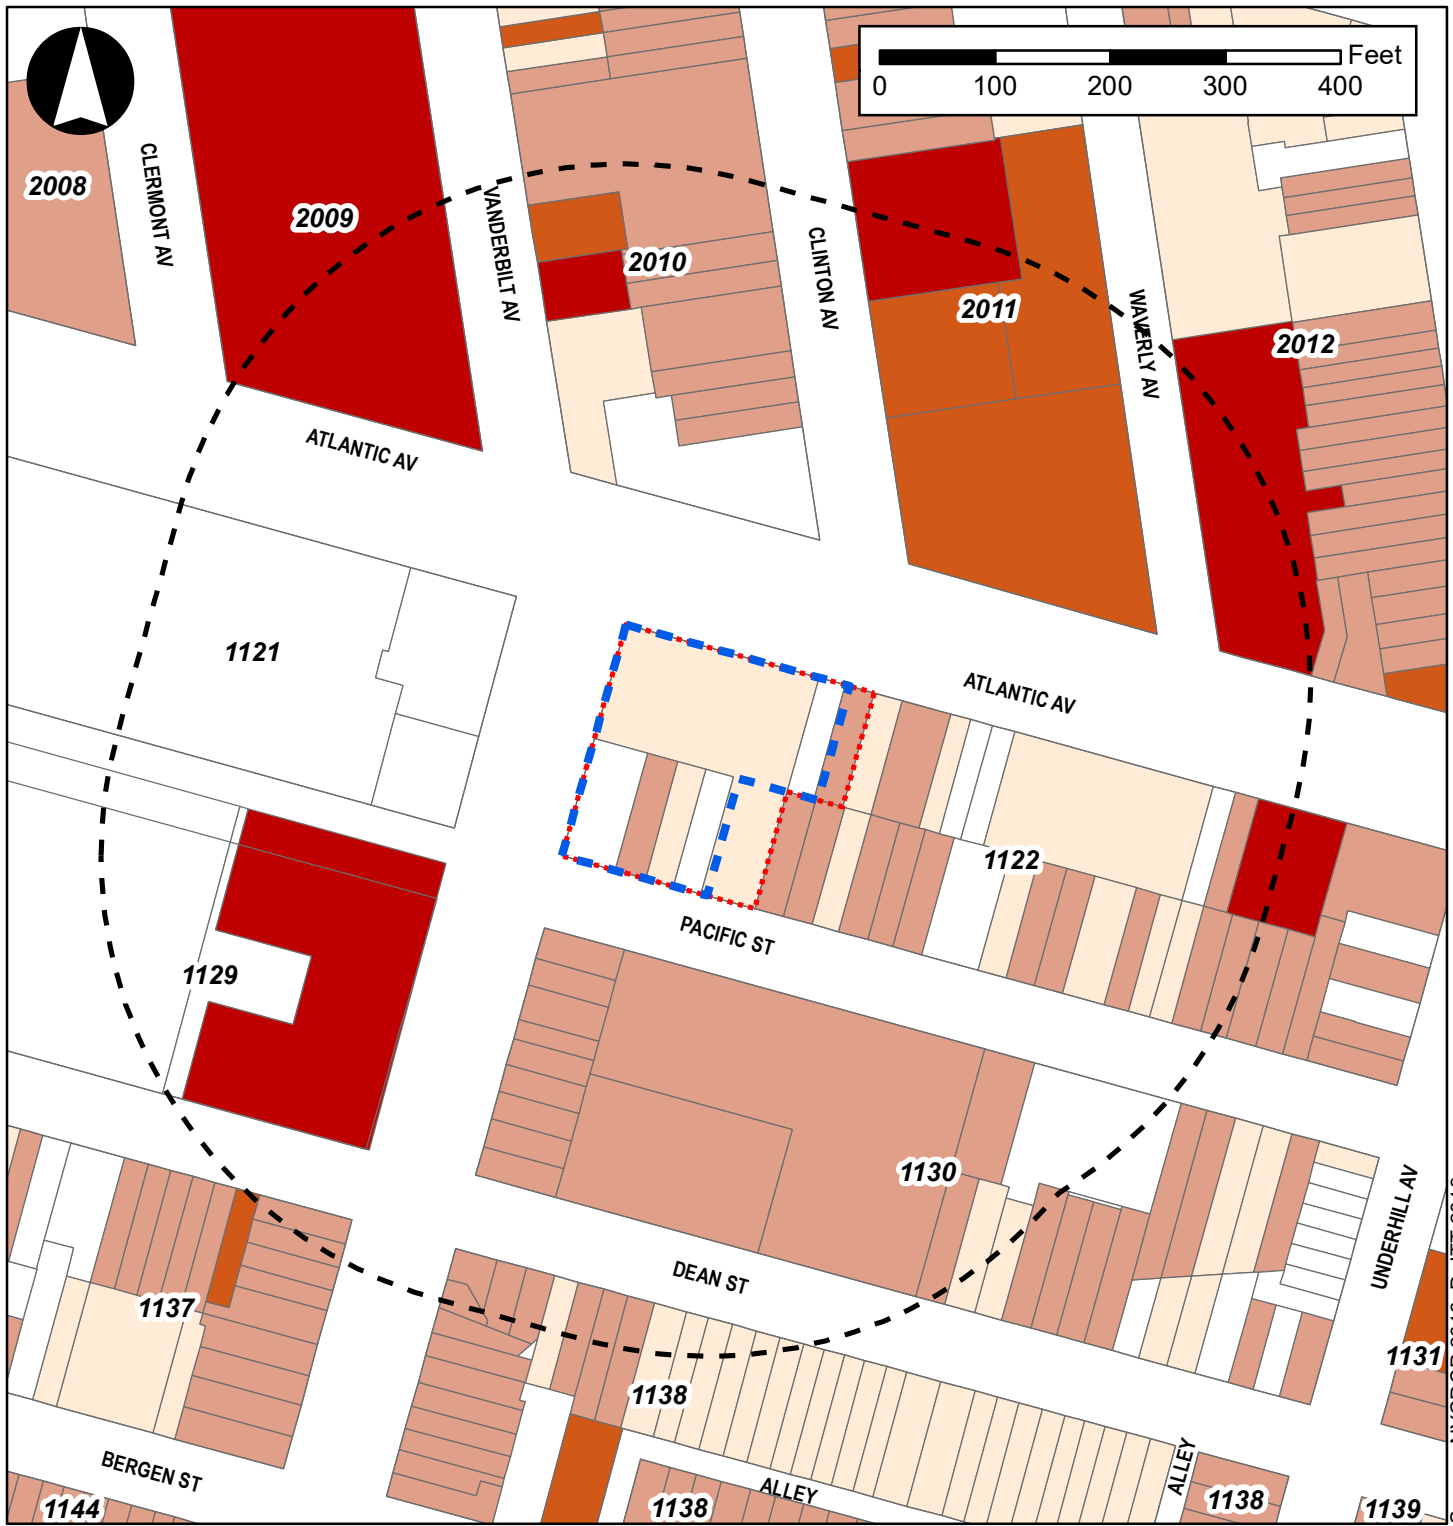 Feet
0 100 200 300 400
2008
CLERMONT AV
2009
VANDERBILT AV
2010
CLINTON AV
2011
WAVERLY AV
2012
ATLANTIC AV
1121
ATLANTIC AV
1122
PACIFIC ST
1129
1130
UNDERHILL AV
DEAN ST
1137
1131
1138
BERGEN ST
ALLEY
ALLEY
1144
1138
1138
1139